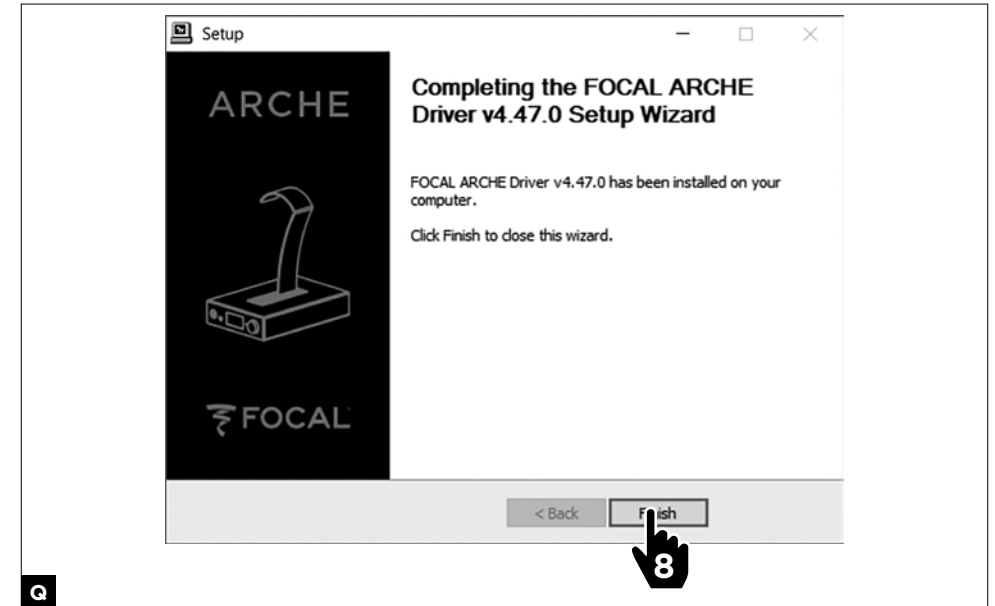 Setup
ARCHE
Completing the FOCAL ARCHE
Driver v4.47.0 Setup Wizard
FOCAL ARCHE Driver v4.47.0 has been installed on your
computer.
Click Finish to close this wizard.
FOCAL
< Back
Finish
8
Q